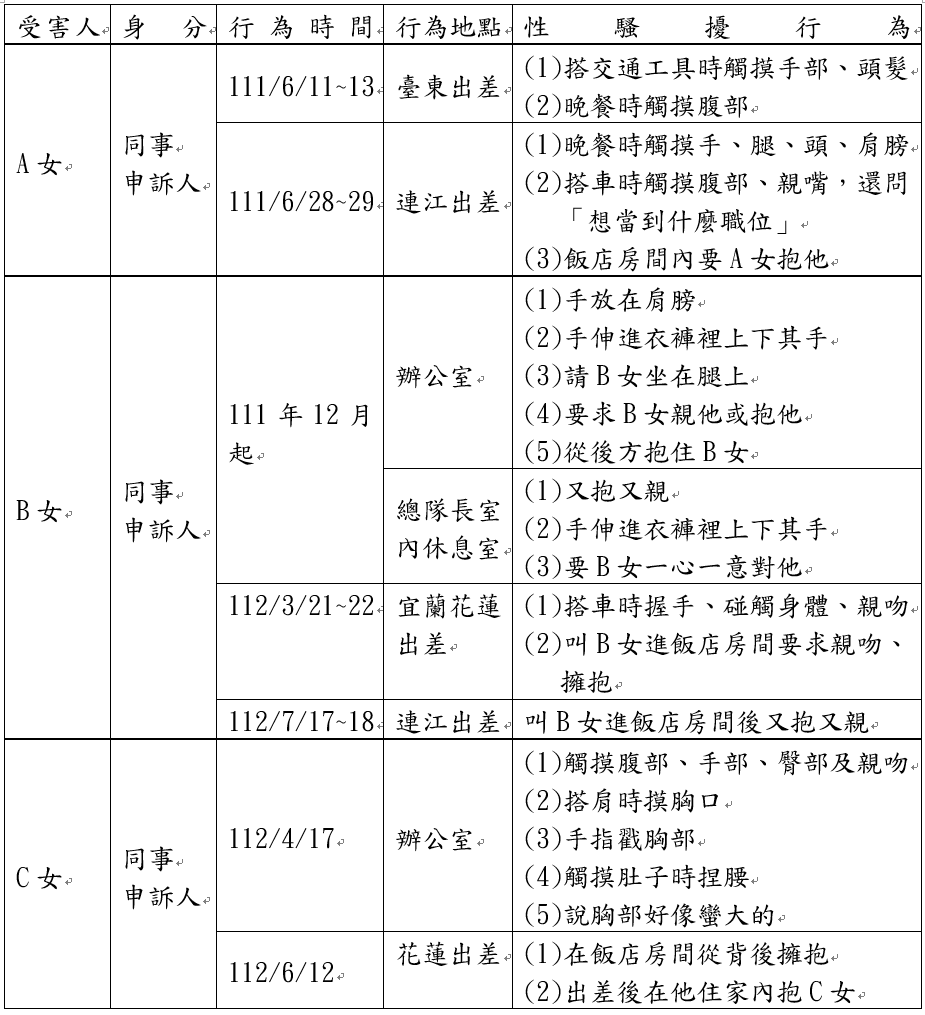 受害人 身分 行為時間 行為地點 性騷擾行為
A女
同事
申訴人
111/6/11~13
臺東出差
(1)搭交通工具時觸摸手部、頭髮
(2)晚餐時觸摸腹部
111/6/28~29
連江出差
(1)晚餐時觸摸手、腿、頭、肩膀
(2)搭車時觸摸腹部、親嘴，還問
「想當到什麼職位」
(3)飯店房間內要A女抱他
B女
同事
申訴人
111年12月
起
辦公室
(1)手放在肩膀
(2)手伸進衣褲裡上下其手
(3)請B女坐在腿上
(4)要求B女親他或抱他
(5)從後方抱住B女
總隊長室
內休息室
(1)又抱又親
(2)手伸進衣褲裡上下其手
(3)要B女一心一意對他
112/3/21~22
宜蘭花蓮
出差
(1)搭車時握手、碰觸身體、親吻
(2)叫B女進飯店房間要求親吻、
擁抱
112/7/17~18
連江出差
叫B女進飯店房間後又抱又親
C女
同事
申訴人
112/4/17
辦公室
(1)觸摸腹部、手部、臀部及親吻
(2)搭肩時摸胸口
(3)手指戳胸部
(4)觸摸肚子時捏腰
(5)說胸部好像蠻大的
112/6/12
花蓮出差
(1)在飯店房間從背後擁抱
(2)出差後在他住家內抱C女